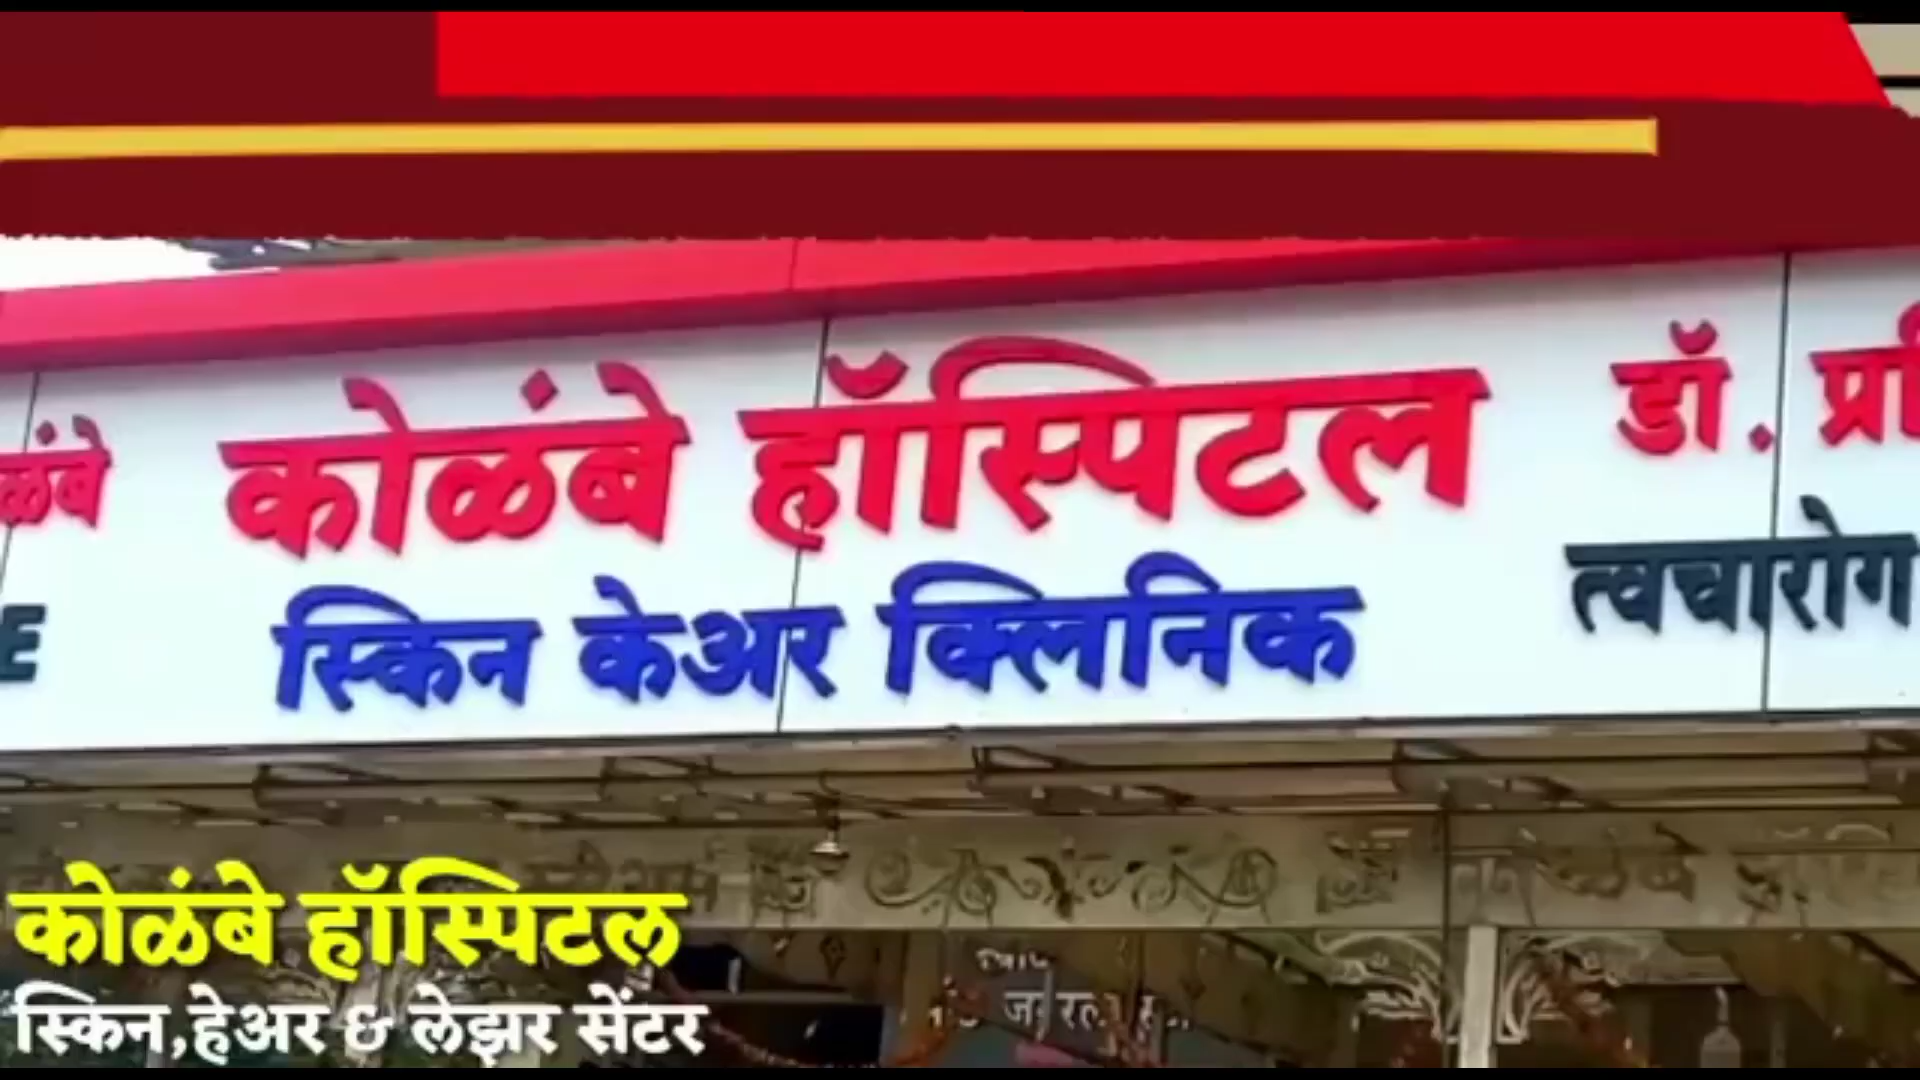 कोळंबे हॉस्पिटल
डॉ.
ळंबे
स्किन केअर क्लिनिक
त्वचारोग
E
कोळंबे हॉस्पिटल
स्किन,हेअर & लेझर सेंटर